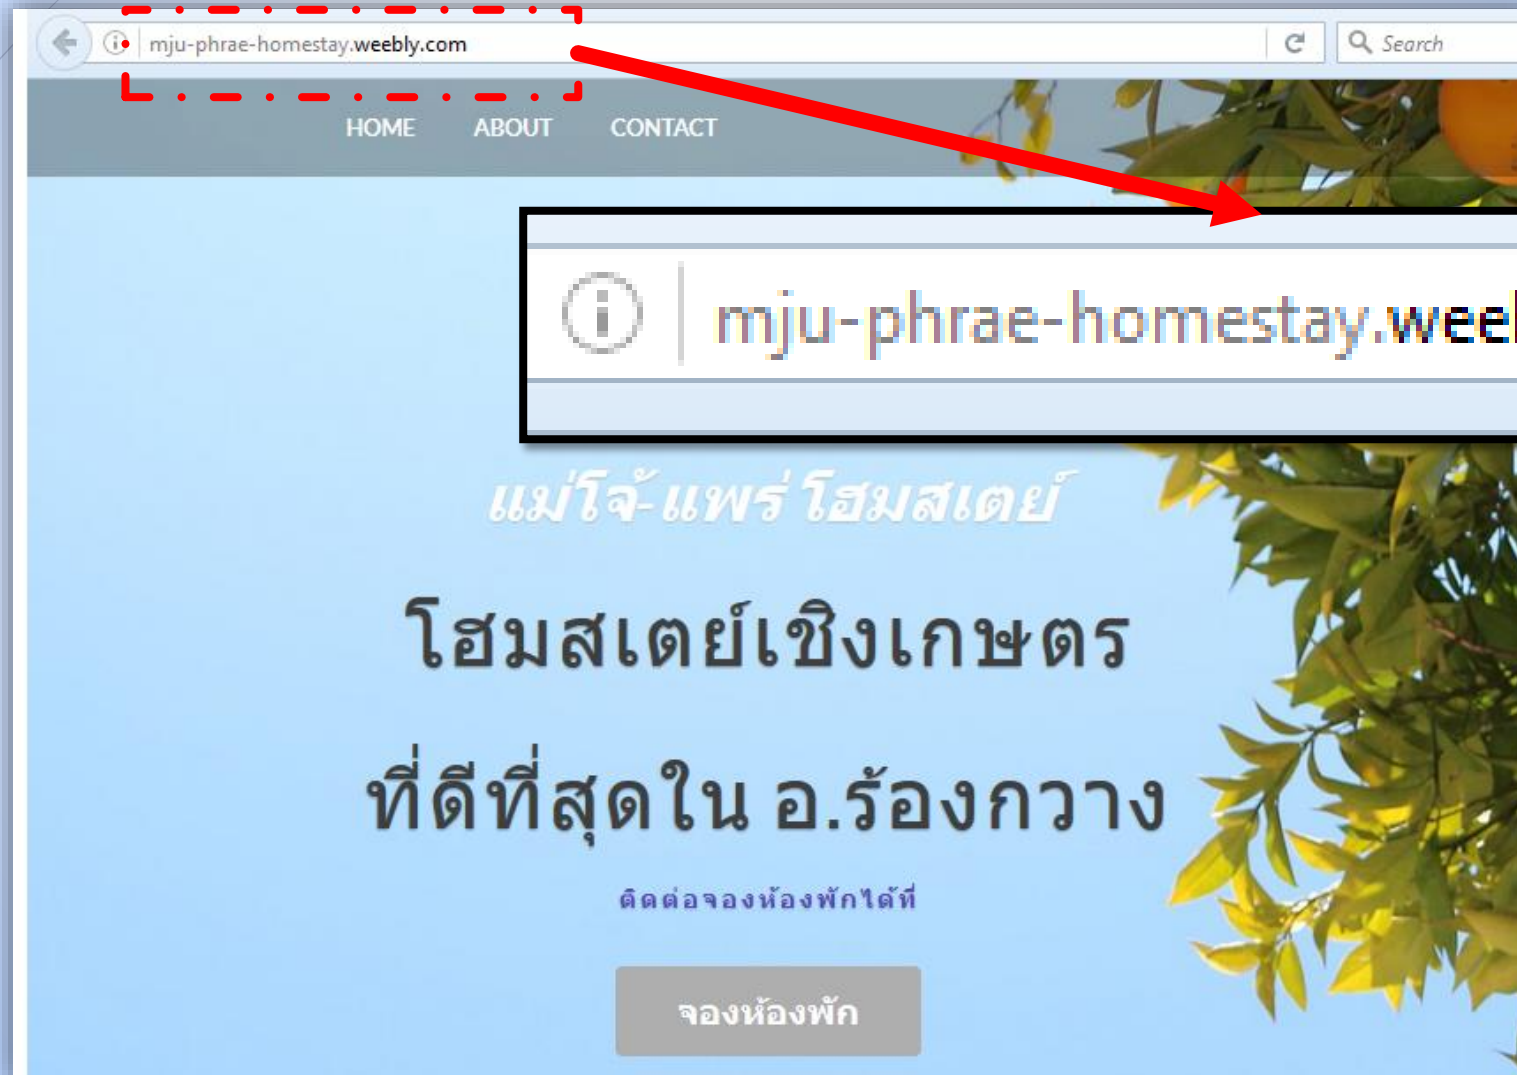 mju-phrae-homestay.weebly.com
Search
HOME ABOUT CONTACT
mju-phrae-homestay.wee
แม่โจ้-แพร่ โฮมสเตย์
โฮมสเตย์เชิงเกษตร
ที่ดีที่สุดใน อ.ร้องกวาง
ติดต่อจองห้องพักได้ที่
จองห้องพัก